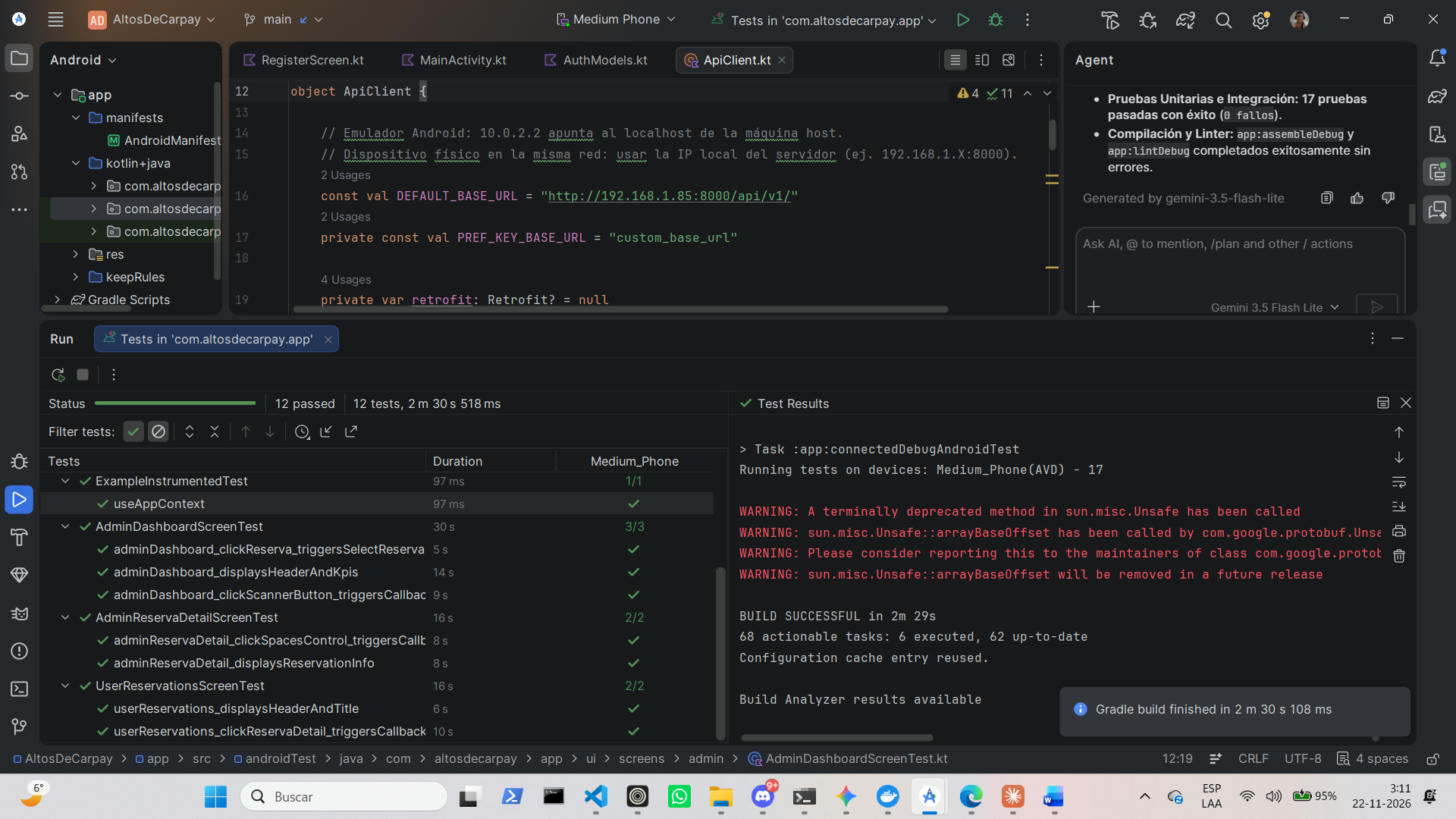 AD AltosDeCarpay
main
Medium Phone
Tests in 'com.altosdecarpay.app'
Android
app
manifests
AndroidManifest
kotlin+java
com.altosdecarp
com.altosdecarp
com.altosdecarp
res
keepRules
Gradle Scripts
RegisterScreen.kt
MainActivity.kt
AuthModels.kt
ApiClient.kt
4 11
12 object ApiClient {
13
14 // Emulador Android: 10.0.2.2 apunta al localhost de la máquina host.
15 // Dispositivo físico en la misma red: usar la IP local del servidor (ej. 192.168.1.X:8000).
2 Usages
16 const val DEFAULT_BASE_URL = "http://192.168.1.85:8000/api/v1/"
2 Usages
17 private const val PREF_KEY_BASE_URL = "custom_base_url"
18
4 Usages
19 private var retrofit: Retrofit? = null
Agent
• Pruebas Unitarias e Integración: 17 pruebas
pasadas con éxito (0 fallos).
• Compilación y Linter: app:assembleDebug y
app:lintDebug completados exitosamente sin
errores.
Generated by gemini-3.5-flash-lite
Ask AI, @ to mention, /plan and other / actions
Gemini 3.5 Flash Lite
Run
Tests in 'com.altosdecarpay.app'
Status
12 passed
12 tests, 2 m 30 s 518 ms
Filter tests:
Tests Duration Medium_Phone
ExampleInstrumentedTest 97 ms 1/1
useAppContext 97 ms
AdminDashboardScreenTest 30 s 3/3
adminDashboard_clickReserva_triggersSelectReserva 5 s
adminDashboard_displaysHeaderAndKpis 14 s
adminDashboard_clickScannerButton_triggersCallbac 9 s
AdminReservaDetailScreenTest 16 s 2/2
adminReservaDetail_clickSpacesControl_triggersCallb 8 s
adminReservaDetail_displaysReservationInfo 8 s
UserReservationsScreenTest 16 s 2/2
userReservations_displaysHeaderAndTitle 6 s
userReservations_clickReservaDetail_triggersCallback 10 s
Test Results
> Task :app:connectedDebugAndroidTest
Running tests on devices: Medium_Phone(AVD) - 17
WARNING: A terminally deprecated method in sun.misc.Unsafe has been called
WARNING: sun.misc.Unsafe::arrayBaseOffset has been called by com.google.protobuf.Unsa
WARNING: Please consider reporting this to the maintainers of class com.google.protob
WARNING: sun.misc.Unsafe::arrayBaseOffset will be removed in a future release
BUILD SUCCESSFUL in 2m 29s
68 actionable tasks: 6 executed, 62 up-to-date
Configuration cache entry reused.
Build Analyzer results available
Gradle build finished in 2 m 30 s 108 ms
AltosDeCarpay > app > src > androidTest > java > com > altosdecarpay > app > ui > screens > admin > AdminDashboardScreenTest.kt
12:19 CRLF UTF-8 4 spaces
6°
Buscar
9+
ESP
LAA
95%
3:11
22-11-2026